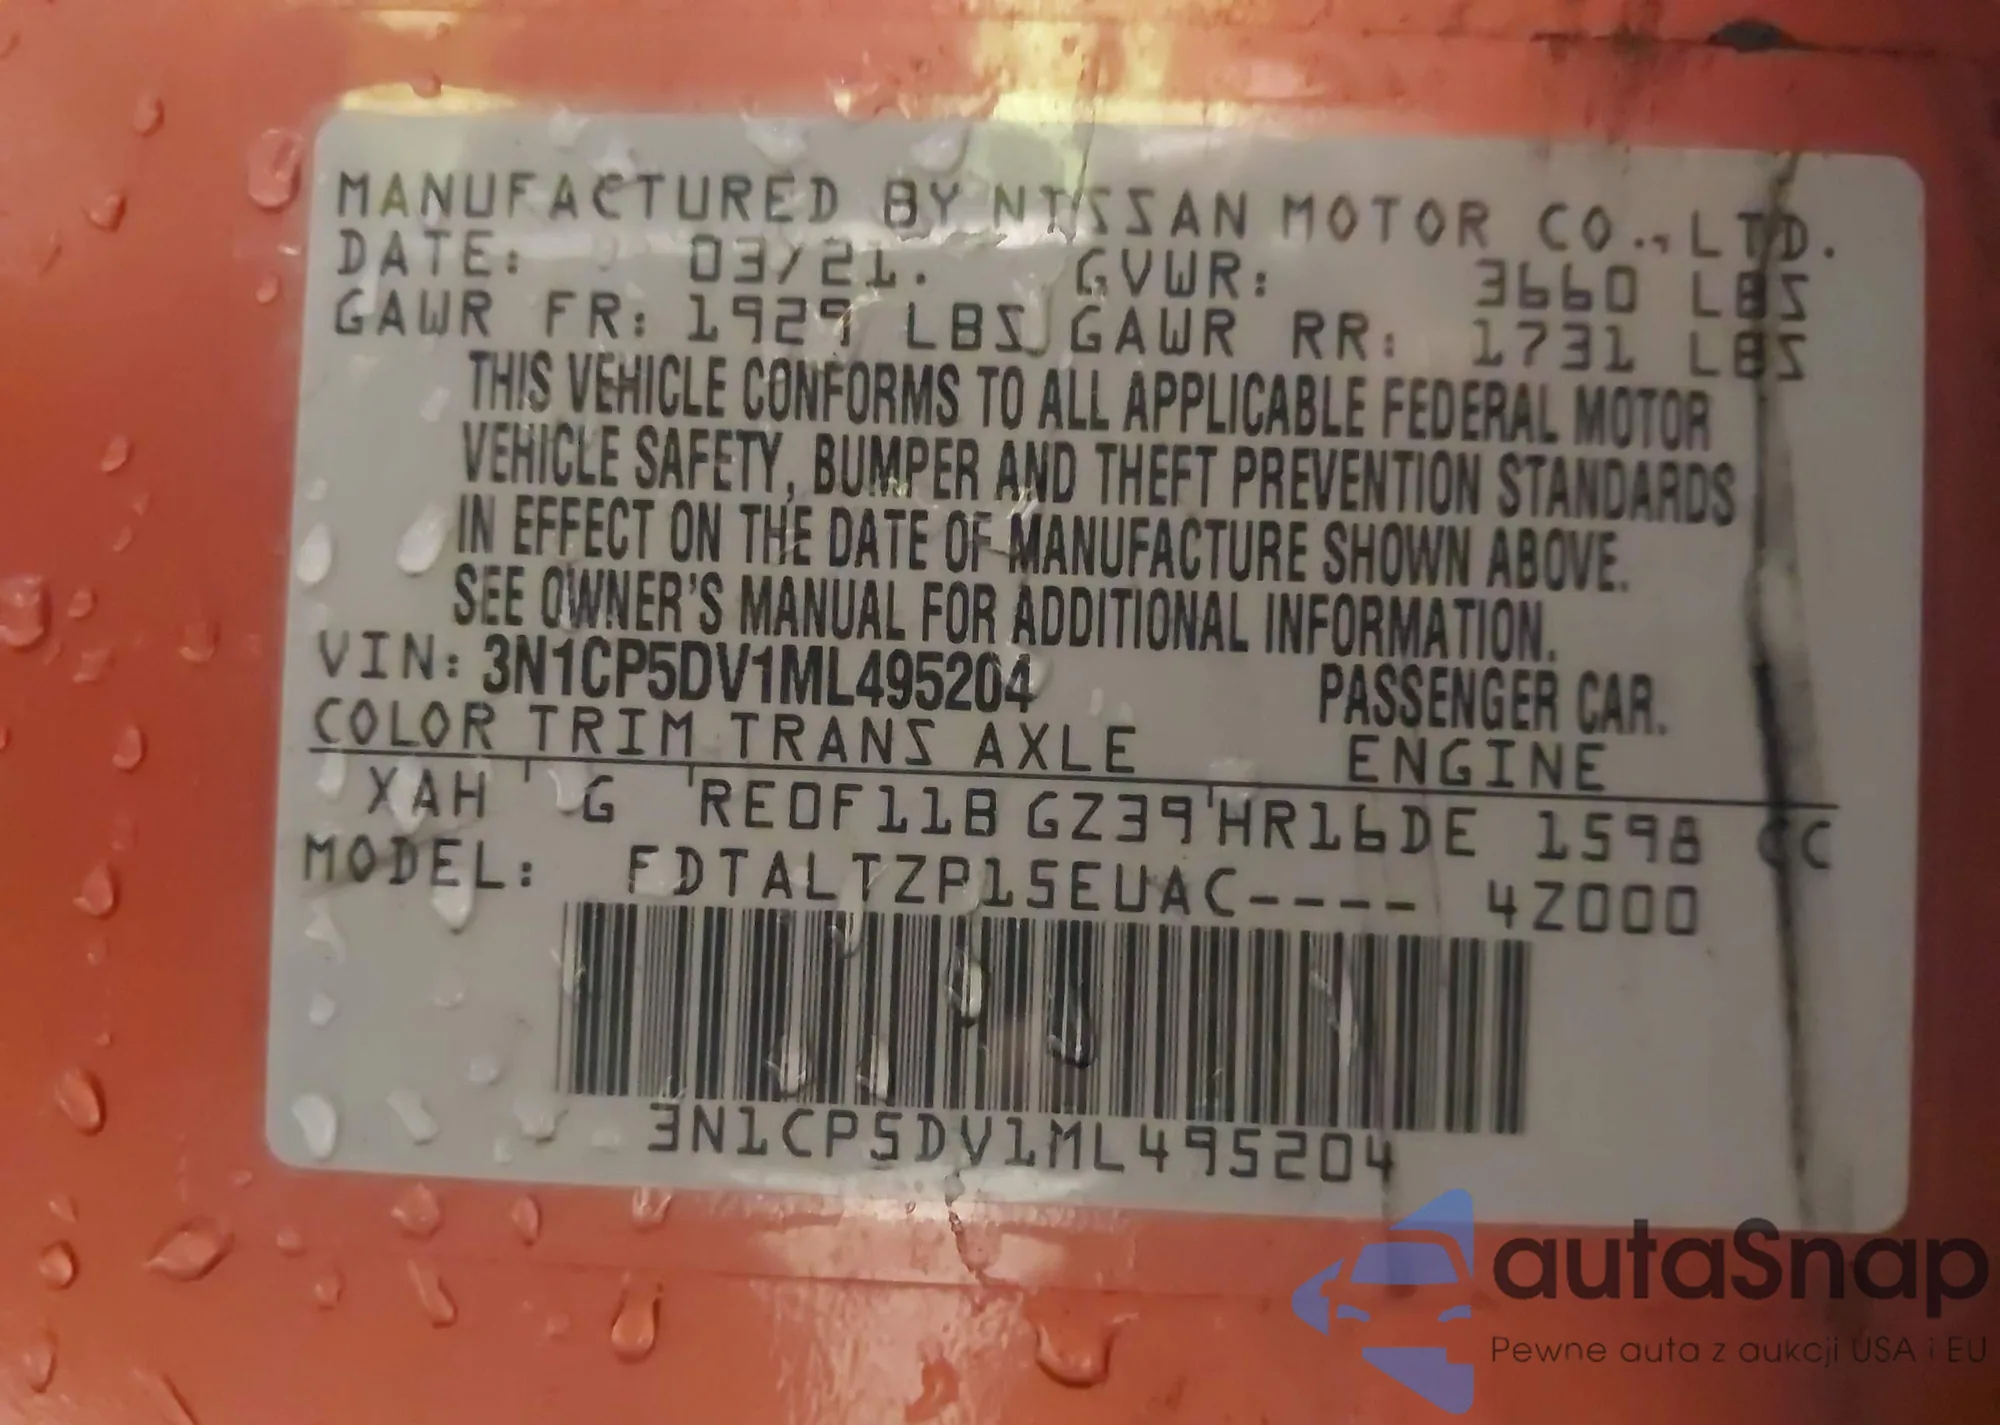 MANUFACTURED BY NISSAN MOTOR CO.,LTD.
DATE: 03/21. GVWR: 3660 LBS
GAWR FR: 1929 LBS GAWR RR: 1731 LBS
THIS VEHICLE CONFORMS TO ALL APPLICABLE FEDERAL MOTOR
VEHICLE SAFETY, BUMPER AND THEFT PREVENTION STANDARDS
IN EFFECT ON THE DATE OF MANUFACTURE SHOWN ABOVE.
SEE OWNER'S MANUAL FOR ADDITIONAL INFORMATION.
VIN: 3N1CP5DV1ML495204 PASSENGER CAR.
COLOR TRIM TRANS AXLE ENGINE
XAH G RE0F11B GZ39 HR16DE 1598 CC
MODEL: FDTALTZP15EUAC---- 4Z000
3N1CP5DV1ML495204
autaSnap
Pewne auta z aukcji USA i EU